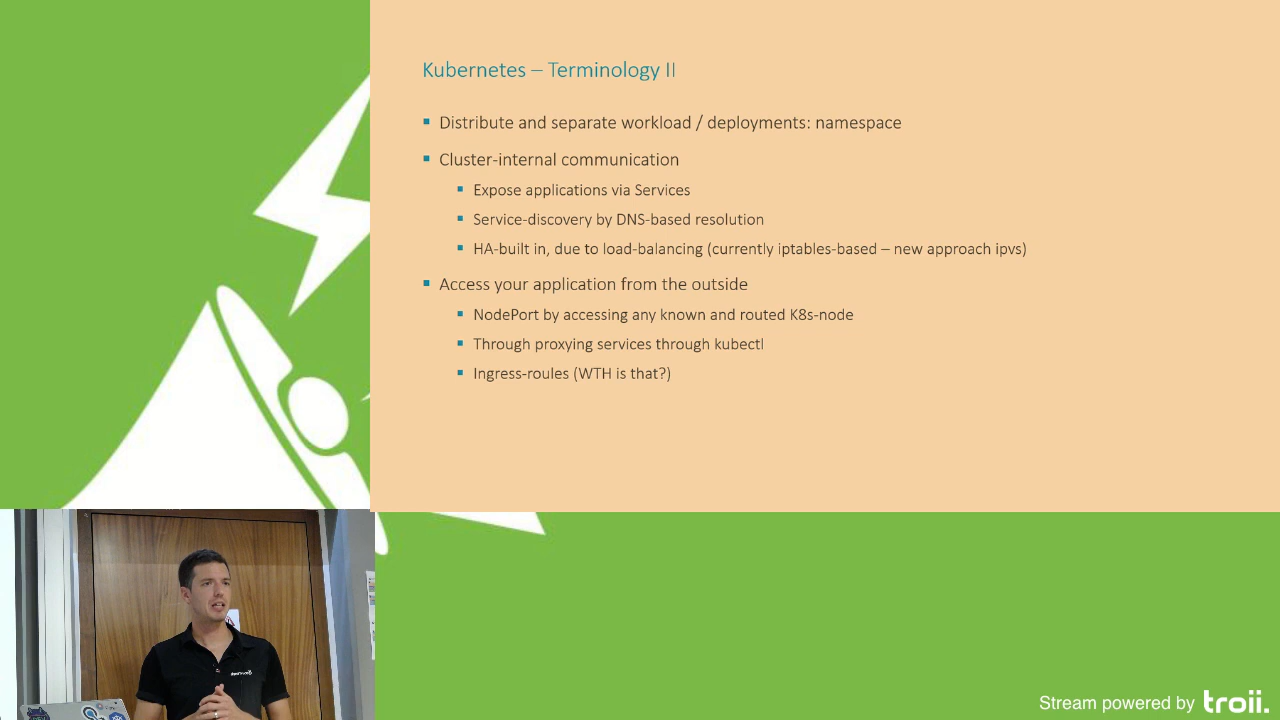 Kubernetes – Terminology II
Distribute and separate workload / deployments: namespace
Cluster-internal communication
Expose applications via Services
Service-discovery by DNS-based resolution
HA-built in, due to load-balancing (currently iptables-based – new approach ipvs)
Access your application from the outside
NodePort by accessing any known and routed K8s-node
Through proxying services through kubectl
Ingress-roules (WTH is that?)
Stream powered by troii.